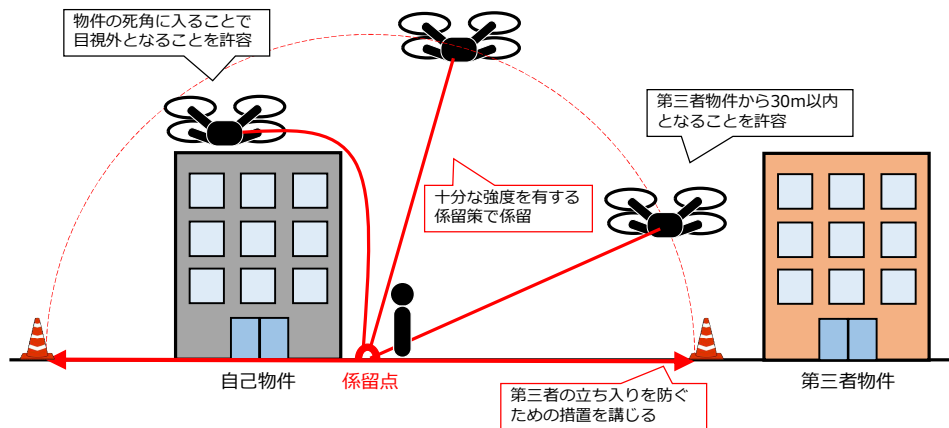 物件の死角に入ることで
目視外となることを許容
第三者物件から30m以内
となることを許容
十分な強度を有する
係留策で係留
自己物件
係留点
第三者物件
第三者の立ち入りを防ぐ
ための措置を講じる